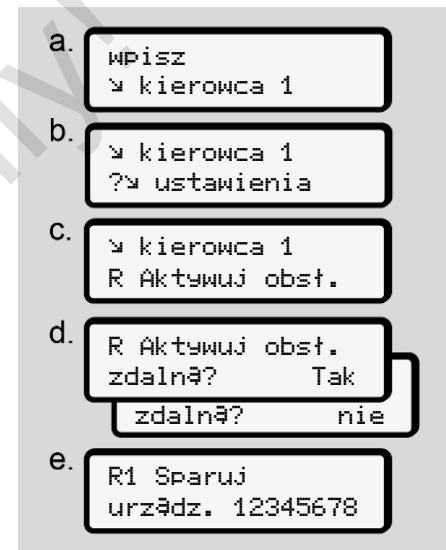 a.
wpisz
↘ kierowca 1
b.
↘ kierowca 1
?↘ ustawienia
c.
↘ kierowca 1
R Aktywuj obsł.
d.
R Aktywuj obsł.
zdalną? Tak
zdalną? nie
e.
R1 Sparuj
urządz. 12345678